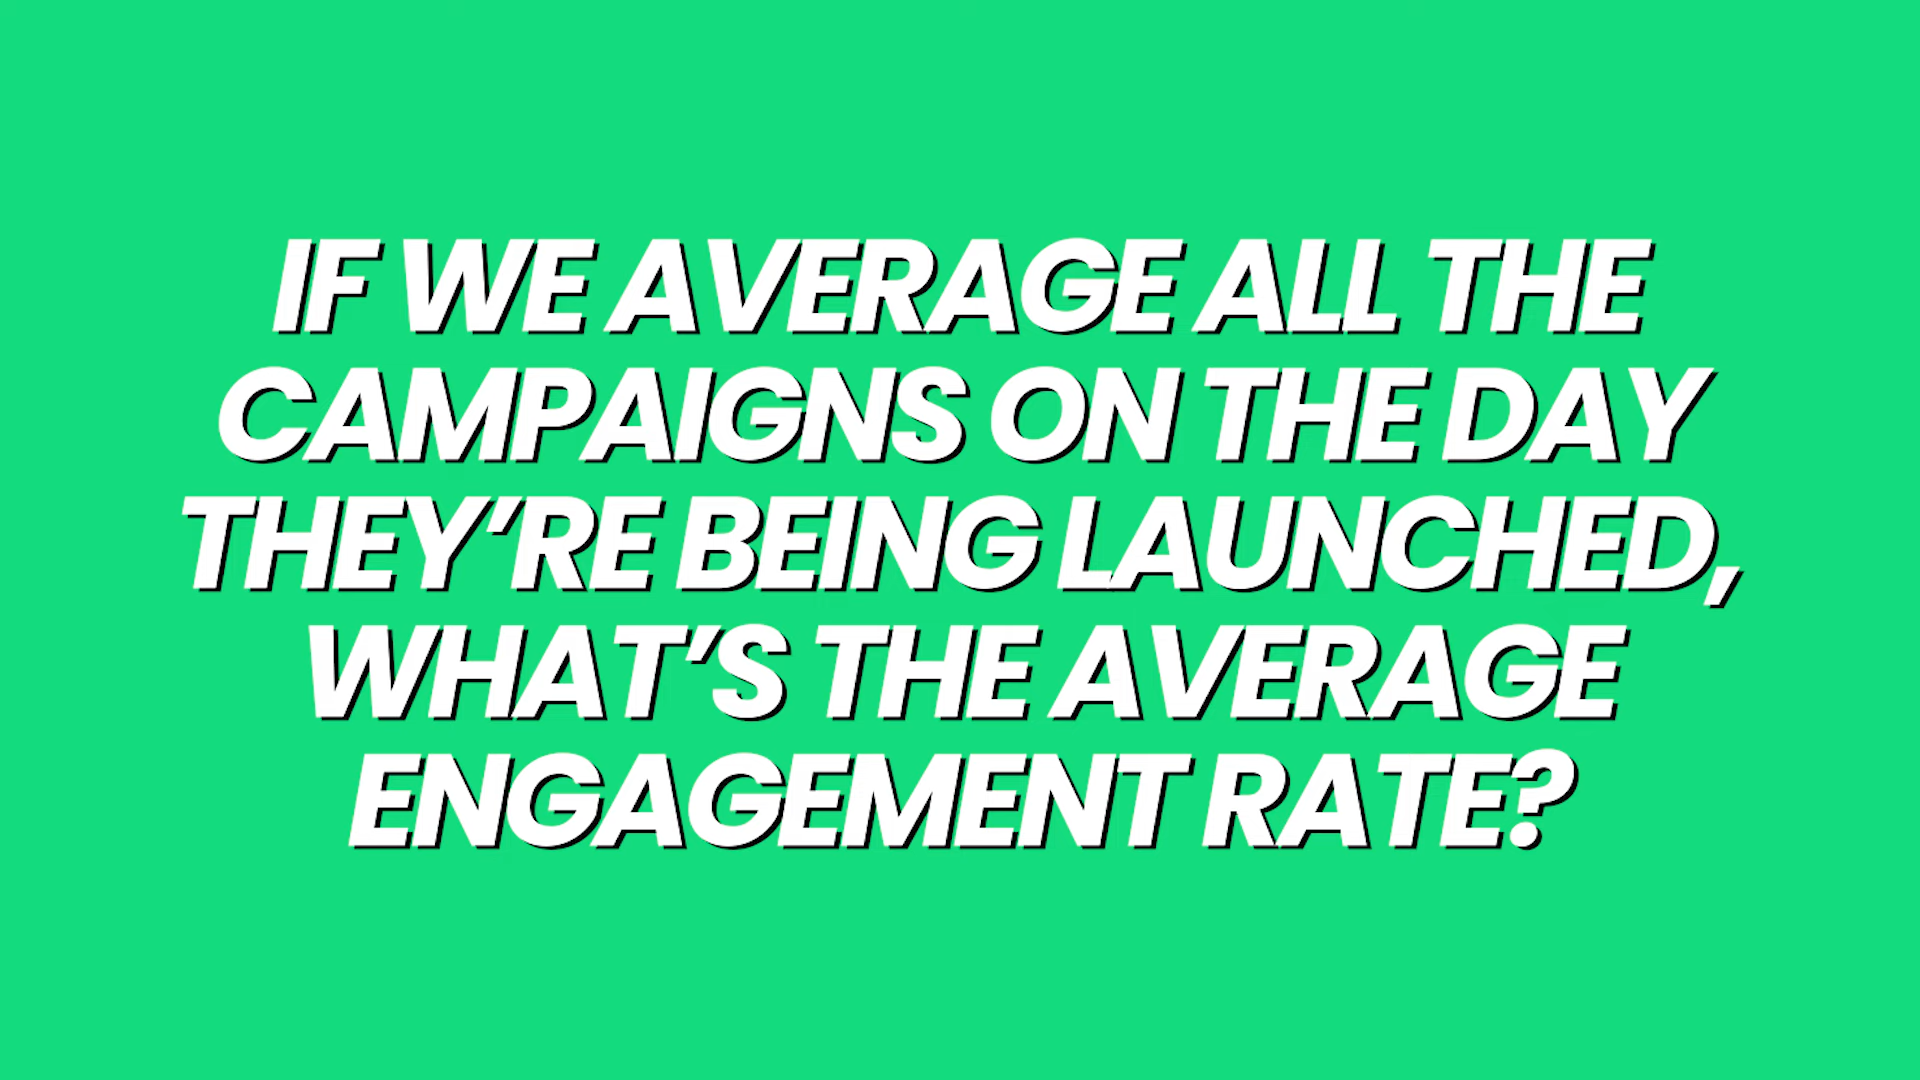 IF WE AVERAGE ALL THE
CAMPAIGNS ON THE DAY
THEY’RE BEING LAUNCHED,
WHAT’S THE AVERAGE
ENGAGEMENT RATE?